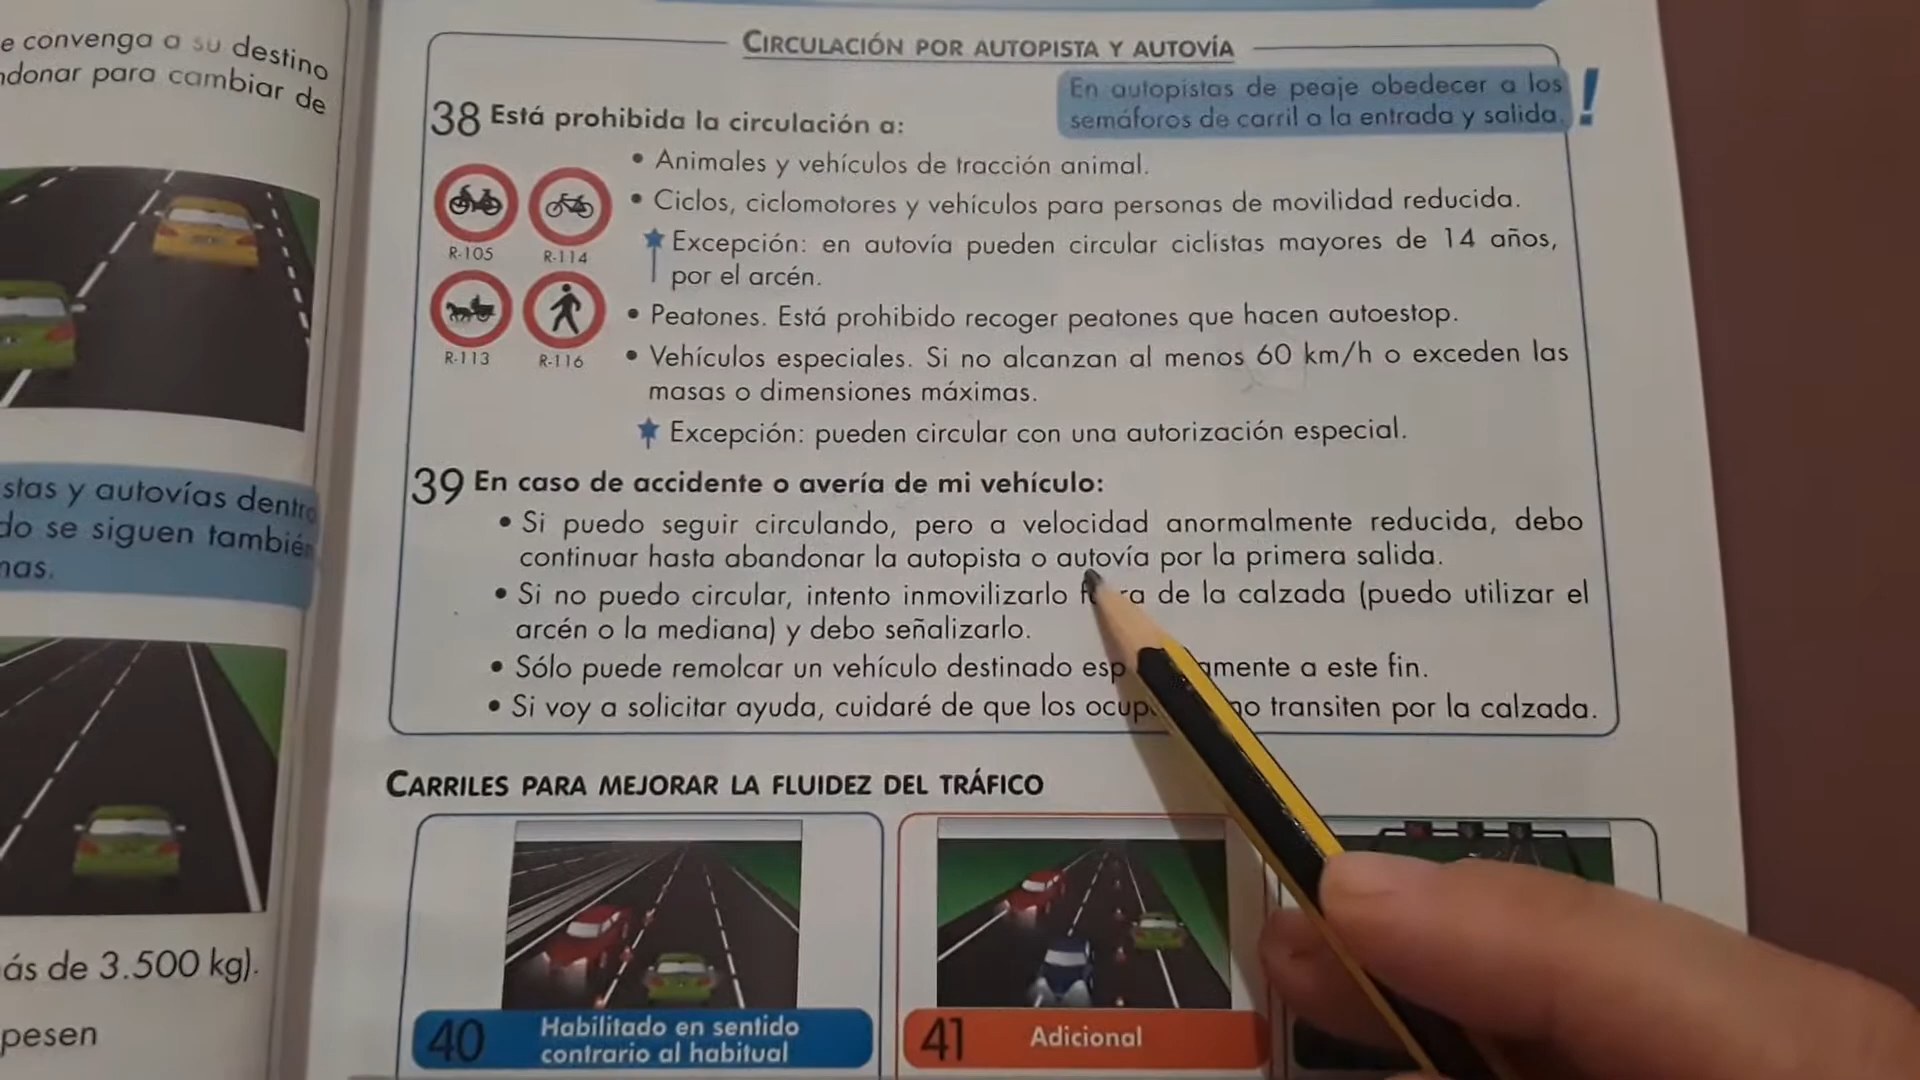 e convenga a su destino
ndonar para cambiar de
stas y autovías dentro
do se siguen también
mas.
ás de 3.500 kg).
pesen
CIRCULACIÓN POR AUTOPISTA Y AUTOVÍA
En autopistas de peaje obedecer a los
semáforos de carril a la entrada y salida.
!
38 Está prohibida la circulación a:
• Animales y vehículos de tracción animal.
• Ciclos, ciclomotores y vehículos para personas de movilidad reducida.
Excepción: en autovía pueden circular ciclistas mayores de 14 años,
por el arcén.
• Peatones. Está prohibido recoger peatones que hacen autoestop.
• Vehículos especiales. Si no alcanzan al menos 60 km/h o exceden las
masas o dimensiones máximas.
Excepción: pueden circular con una autorización especial.
R-105 R-114
R-113 R-116
39 En caso de accidente o avería de mi vehículo:
• Si puedo seguir circulando, pero a velocidad anormalmente reducida, debo
continuar hasta abandonar la autopista o autovía por la primera salida.
• Si no puedo circular, intento inmovilizarlo de la calzada (puedo utilizar el
arcén o la mediana) y debo señalizarlo.
• Sólo puede remolcar un vehículo destinado a este fin.
• Si voy a solicitar ayuda, cuidaré de que los no transiten por la calzada.
CARRILES PARA MEJORAR LA FLUIDEZ DEL TRÁFICO
40 Habilitado en sentido
contrario al habitual
41 Adicional